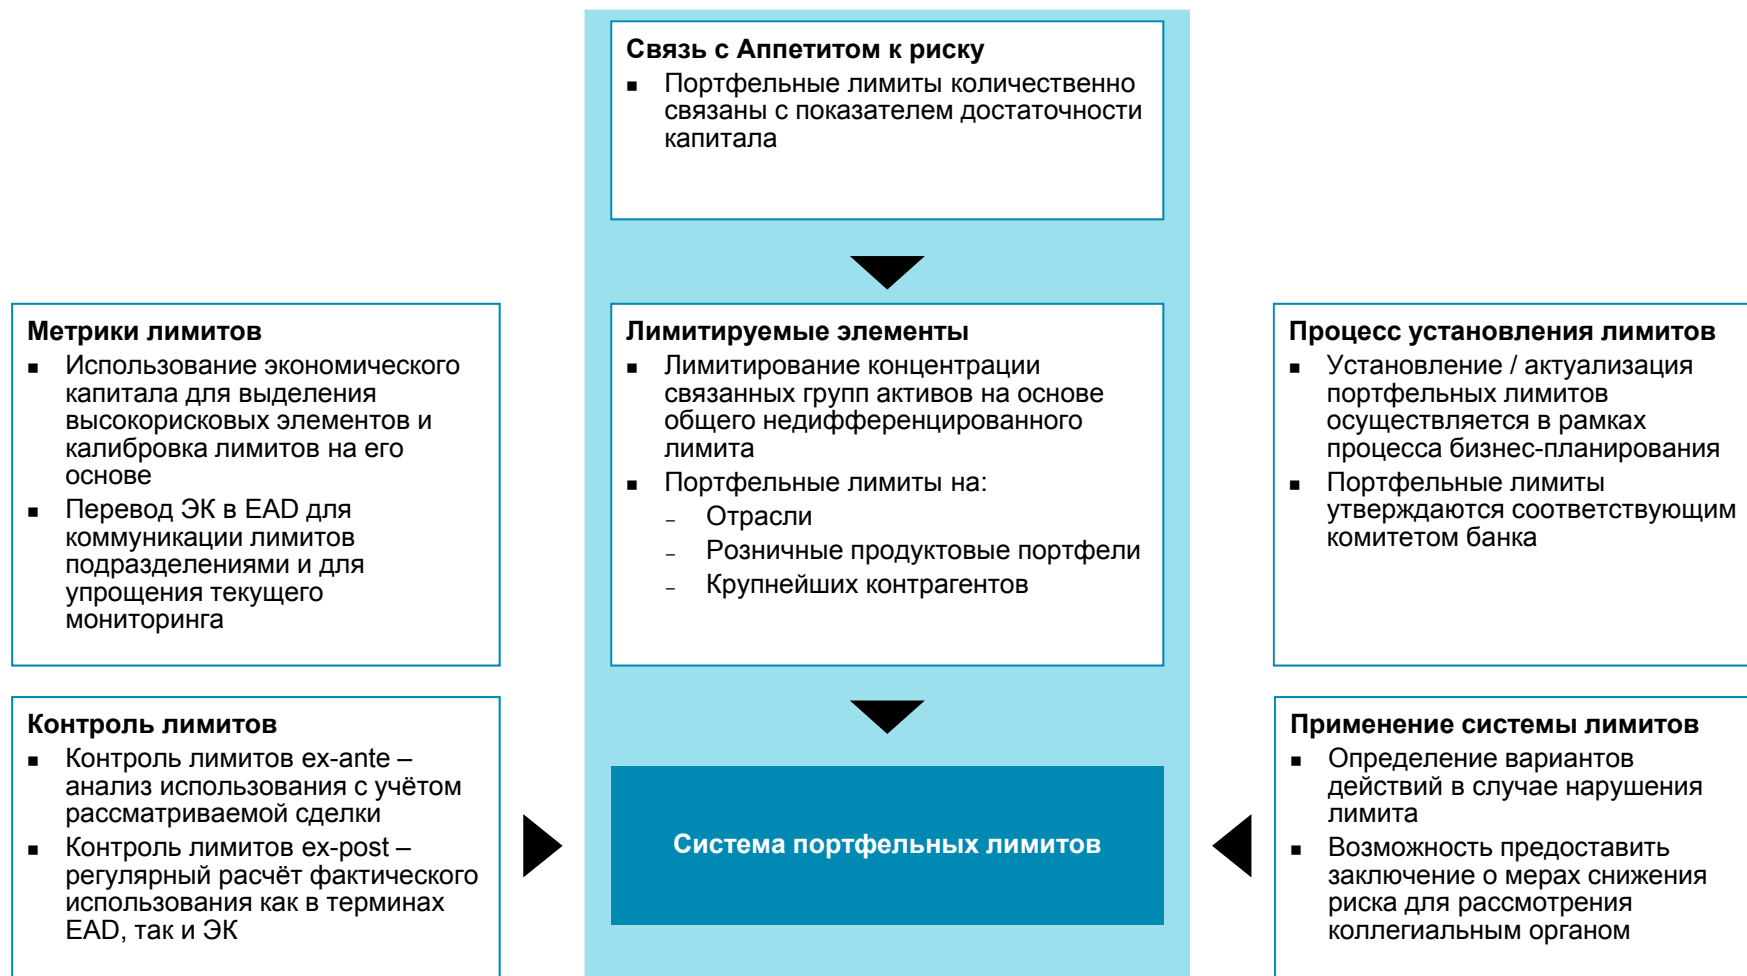 Связь с Аппетитом к риску
▪ Портфельные лимиты количественно
связаны с показателем достаточности
капитала
Метрики лимитов
▪ Использование экономического
капитала для выделения
высокорисковых элементов и
калибровка лимитов на его
основе
▪ Перевод ЭК в EAD для
коммуникации лимитов
подразделениями и для
упрощения текущего
мониторинга
Лимитируемые элементы
▪ Лимитирование концентрации
связанных групп активов на основе
общего недифференцированного
лимита
▪ Портфельные лимиты на:
– Отрасли
– Розничные продуктовые портфели
– Крупнейших контрагентов
Процесс установления лимитов
▪ Установление / актуализация
портфельных лимитов
осуществляется в рамках
процесса бизнес-планирования
▪ Портфельные лимиты
утверждаются соответствующим
комитетом банка
Контроль лимитов
▪ Контроль лимитов ex-ante –
анализ использования с учётом
рассматриваемой сделки
▪ Контроль лимитов ex-post –
регулярный расчёт фактического
использования как в терминах
EAD, так и ЭК
Система портфельных лимитов
Применение системы лимитов
▪ Определение вариантов
действий в случае нарушения
лимита
▪ Возможность предоставить
заключение о мерах снижения
риска для рассмотрения
коллегиальным органом